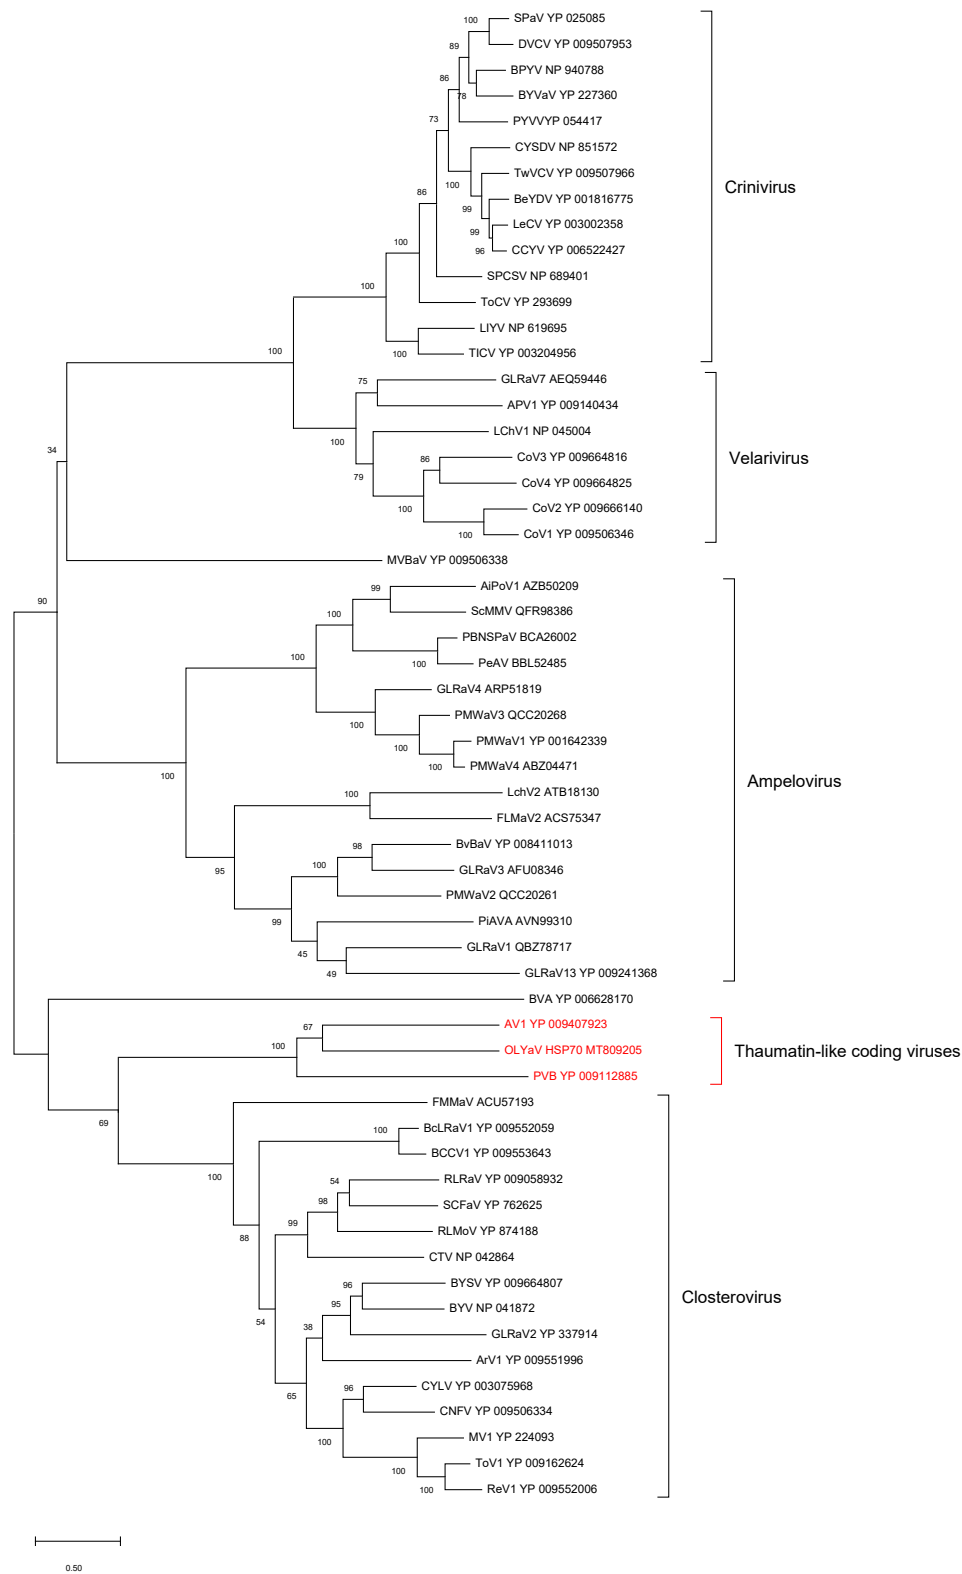 100
SPaV YP 025085
DVCV YP 009507953
89
BPYV NP 940788
86
78
BYVaV YP 227360
73
PYVVYP 054417
CYSDV NP 851572
100
TwVCV YP 009507966
86
99
BeYDV YP 001816775
Crinivirus
99
LeCV YP 003002358
100
96
CCYV YP 006522427
100
SPCSV NP 689401
ToCV YP 293699
LIYV NP 619695
100
100
TICV YP 003204956
75
GLRaV7 AEQ59446
APV1 YP 009140434
100
LChV1 NP 045004
34
86
CoV3 YP 009664816
Velarivirus
79
CoV4 YP 009664825
100
CoV2 YP 009666140
100
CoV1 YP 009506346
MVBaV YP 009506338
99
AiPoV1 AZB50209
90
100
ScMMV QFR98386
PBNSPaV BCA26002
100
100
PeAV BBL52485
GLRaV4 ARP51819
100
PMWaV3 QCC20268
100
PMWaV1 YP 001642339
100
100
PMWaV4 ABZ04471
Ampelovirus
100
LchV2 ATB18130
FLMaV2 ACS75347
98
BvBaV YP 008411013
95
100
GLRaV3 AFU08346
PMWaV2 QCC20261
99
PiAVA AVN99310
45
GLRaV1 QBZ78717
49
GLRaV13 YP 009241368
BVA YP 006628170
67
AV1 YP 009407923
100
OLYaV HSP70 MT809205
Thaumatin-like coding viruses
PVB YP 009112885
69
FMMaV ACU57193
100
BcLRaV1 YP 009552059
BCCV1 YP 009553643
100
54
RLRaV YP 009058932
98
SCFaV YP 762625
99
RLMoV YP 874188
88
CTV NP 042864
96
BYSV YP 009664807
Closterovirus
95
BYV NP 041872
54
38
GLRaV2 YP 337914
ArV1 YP 009551996
96
CYLV YP 003075968
65
CNFV YP 009506334
100
MV1 YP 224093
100
ToV1 YP 009162624
100
ReV1 YP 009552006
0.50